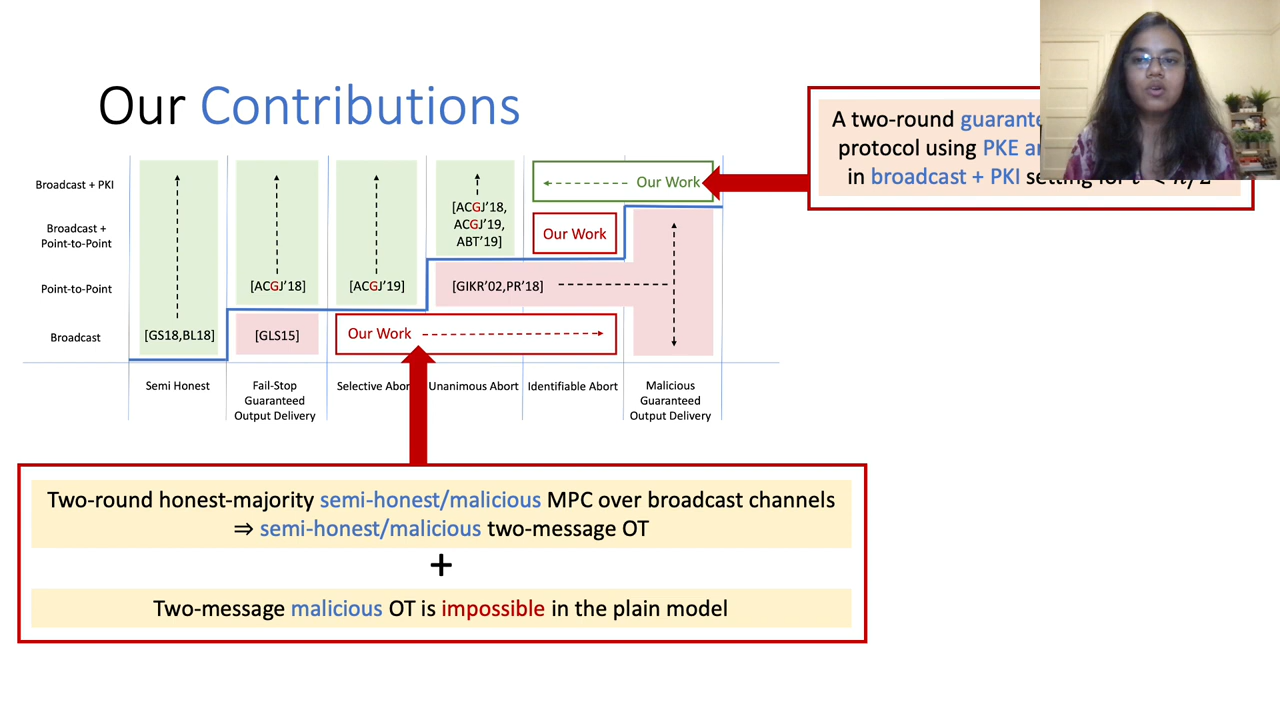 Our Contributions
A two-round guarante
protocol using PKE a
in broadcast + PKI setting for t < n/2
Broadcast + PKI
Our Work
[ACGJ'18,
ACGJ'19,
ABT'19]
Broadcast +
Point-to-Point
Our Work
Point-to-Point
[ACGJ'18]
[ACGJ'19]
[GIKR'02,PR'18]
Broadcast
[GS18,BL18]
[GLS15]
Our Work
Semi Honest
Fail-Stop
Guaranteed
Output Delivery
Selective Abor
Unanimous Abort
Identifiable Abort
Malicious
Guaranteed
Output Delivery
Two-round honest-majority semi-honest/malicious MPC over broadcast channels
⇒ semi-honest/malicious two-message OT
+
Two-message malicious OT is impossible in the plain model